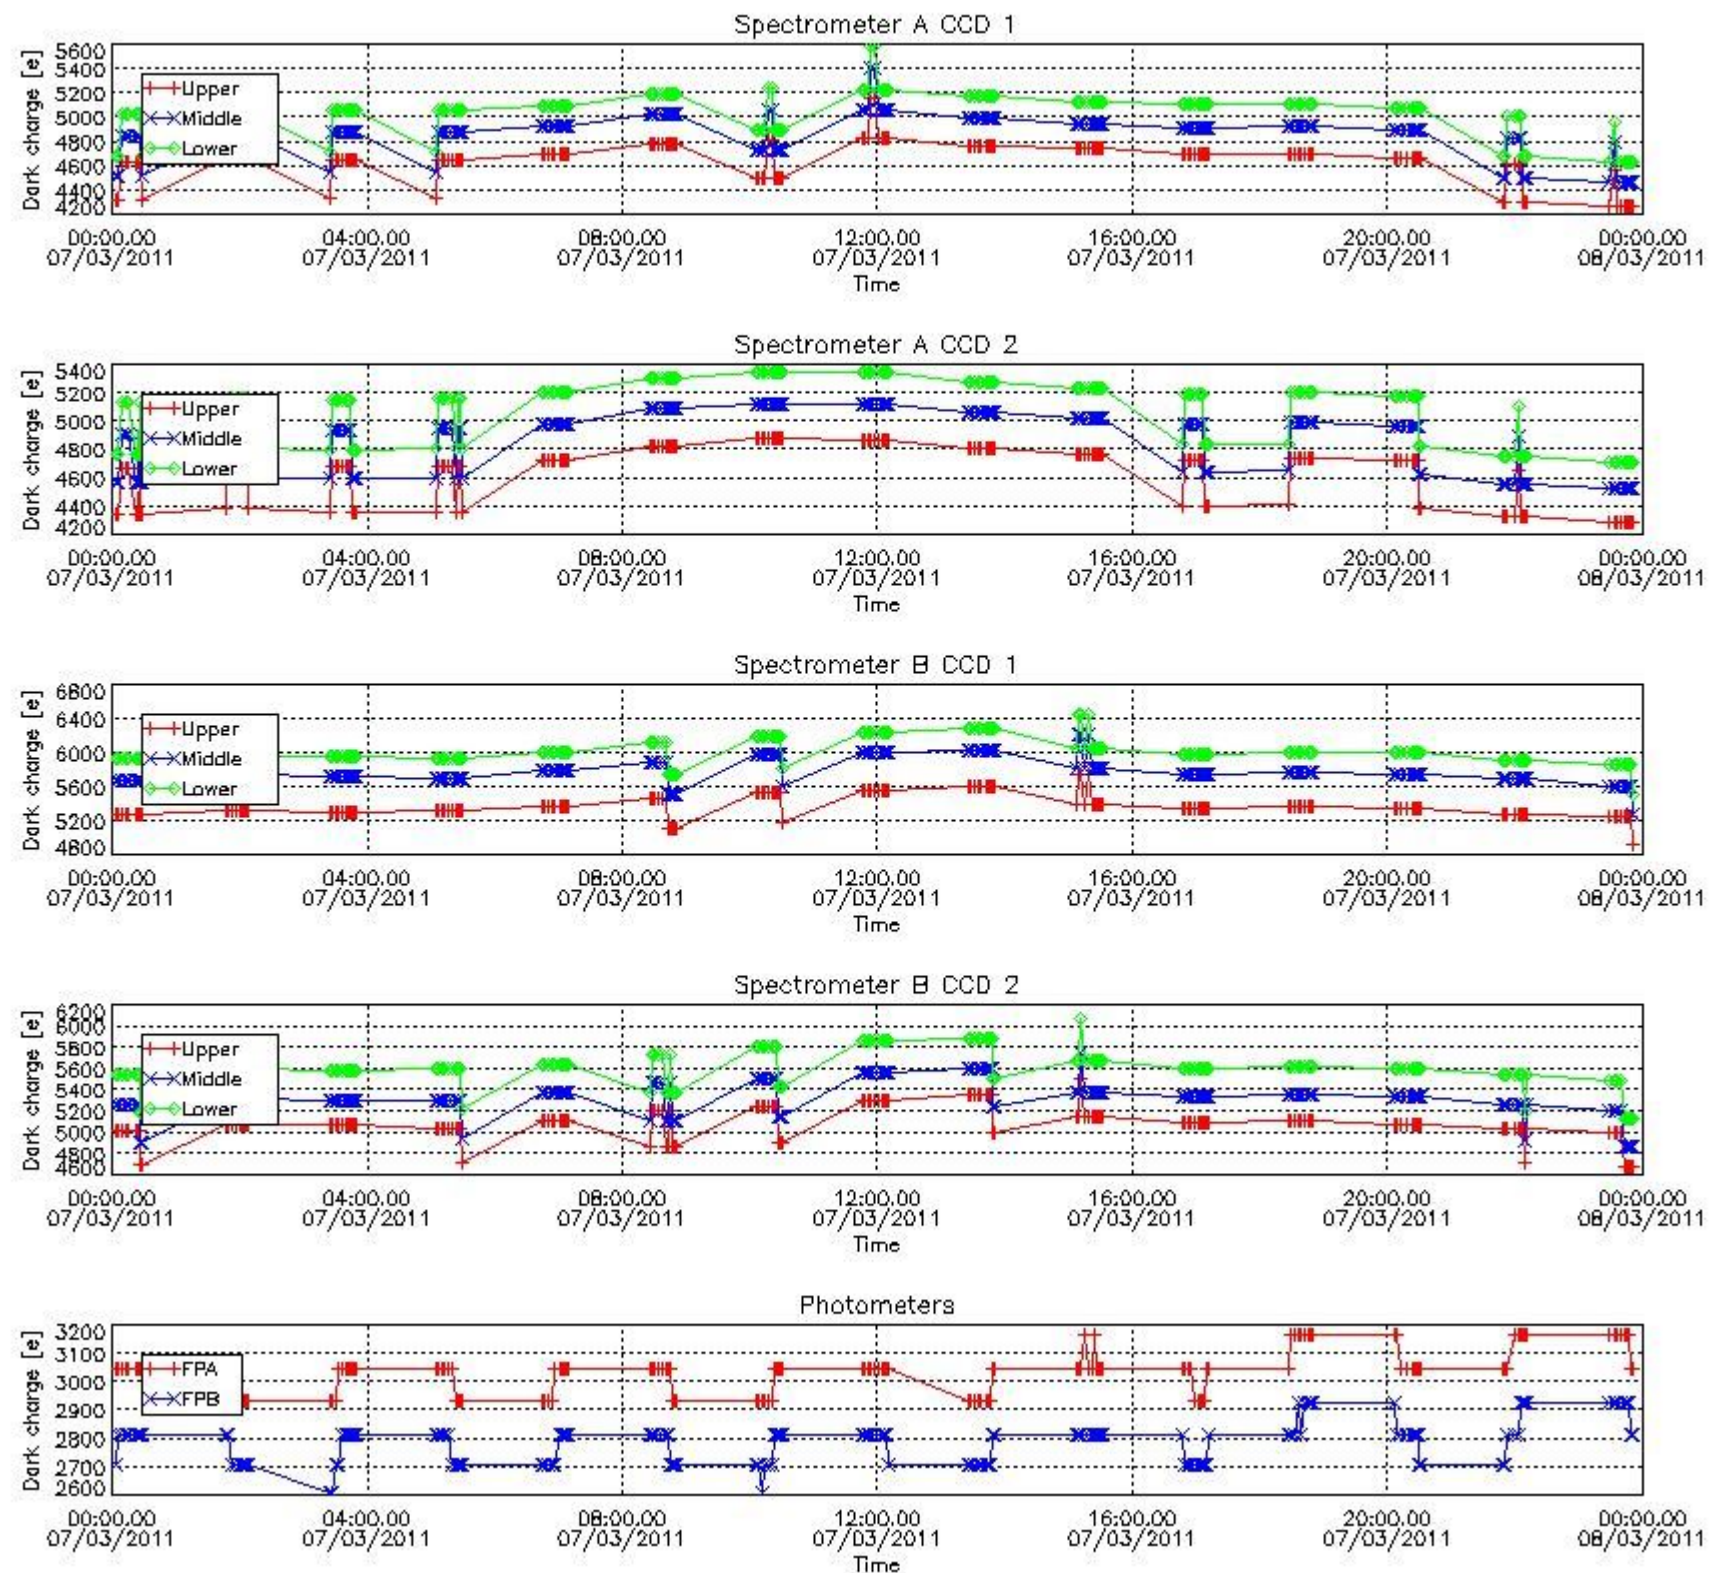 Spectrometer A CCD 1
Dark charge [e]
5600
5400
5200
5000
4800
4600
4400
4200
Upper
Middle
Lower
00:00.00 04:00.00 08:00.00 12:00.00 16:00.00 20:00.00 00:00.00
07/03/2011 07/03/2011 07/03/2011 07/03/2011 07/03/2011 07/03/2011 08/03/2011
Time
Spectrometer A CCD 2
Dark charge [e]
5400
5200
5000
4800
4600
4400
4200
Upper
Middle
Lower
00:00.00 04:00.00 08:00.00 12:00.00 16:00.00 20:00.00 00:00.00
07/03/2011 07/03/2011 07/03/2011 07/03/2011 07/03/2011 07/03/2011 08/03/2011
Time
Spectrometer B CCD 1
Dark charge [e]
6800
6400
6000
5600
5200
4800
Upper
Middle
Lower
00:00.00 04:00.00 08:00.00 12:00.00 16:00.00 20:00.00 00:00.00
07/03/2011 07/03/2011 07/03/2011 07/03/2011 07/03/2011 07/03/2011 08/03/2011
Time
Spectrometer B CCD 2
Dark charge [e]
6200
6000
5800
5600
5400
5200
5000
4800
4600
Upper
Middle
Lower
00:00.00 04:00.00 08:00.00 12:00.00 16:00.00 20:00.00 00:00.00
07/03/2011 07/03/2011 07/03/2011 07/03/2011 07/03/2011 07/03/2011 08/03/2011
Time
Photometers
Dark charge [e]
3200
3100
3000
2900
2800
2700
2600
FPA
FPB
00:00.00 04:00.00 08:00.00 12:00.00 16:00.00 20:00.00 00:00.00
07/03/2011 07/03/2011 07/03/2011 07/03/2011 07/03/2011 07/03/2011 08/03/2011
Time